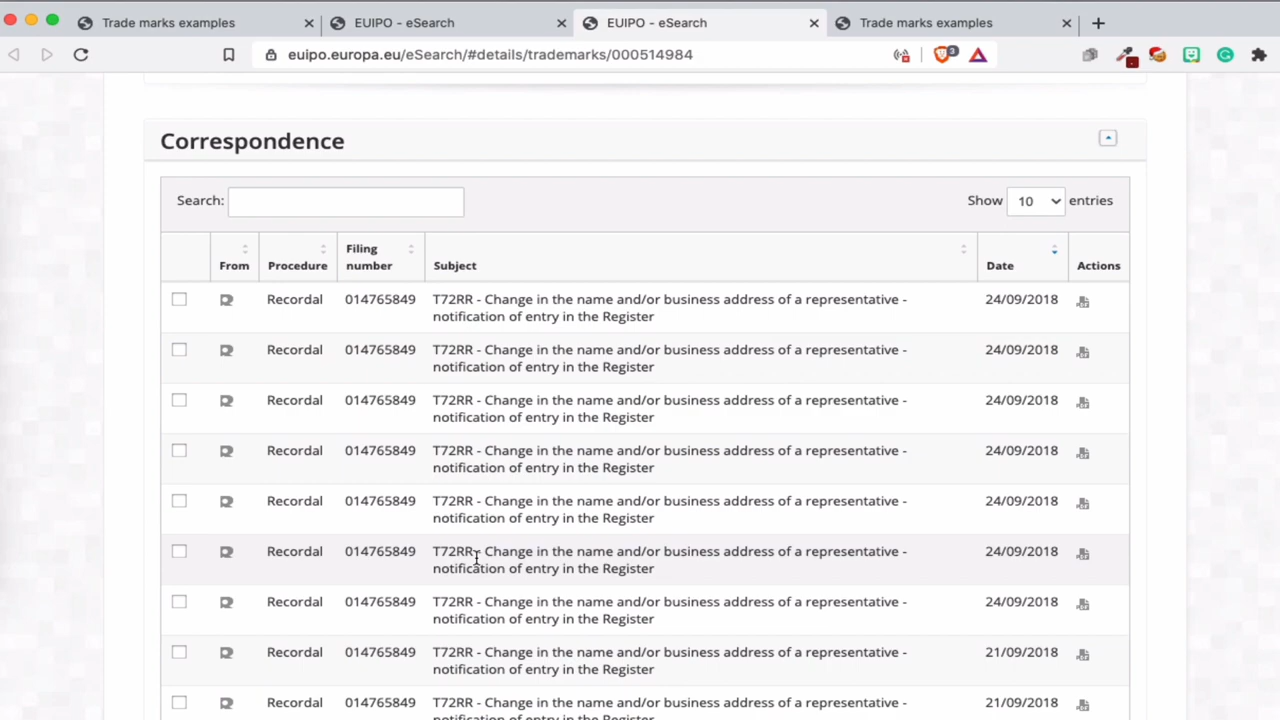 Trade marks examples
EUIPO - eSearch
EUIPO - eSearch
Trade marks examples
euipo.europa.eu/eSearch/#details/trademarks/000514984
3
Correspondence
Search:
Show 10 entries
From
Procedure
Filing
number
Subject
Date
Actions
Recordal 014765849 T72RR - Change in the name and/or business address of a representative - 24/09/2018
notification of entry in the Register
Recordal 014765849 T72RR - Change in the name and/or business address of a representative - 24/09/2018
notification of entry in the Register
Recordal 014765849 T72RR - Change in the name and/or business address of a representative - 24/09/2018
notification of entry in the Register
Recordal 014765849 T72RR - Change in the name and/or business address of a representative - 24/09/2018
notification of entry in the Register
Recordal 014765849 T72RR - Change in the name and/or business address of a representative - 24/09/2018
notification of entry in the Register
Recordal 014765849 T72RR - Change in the name and/or business address of a representative - 24/09/2018
notification of entry in the Register
Recordal 014765849 T72RR - Change in the name and/or business address of a representative - 24/09/2018
notification of entry in the Register
Recordal 014765849 T72RR - Change in the name and/or business address of a representative - 21/09/2018
notification of entry in the Register
Recordal 014765849 T72RR - Change in the name and/or business address of a representative - 21/09/2018
notification of entry in the Register